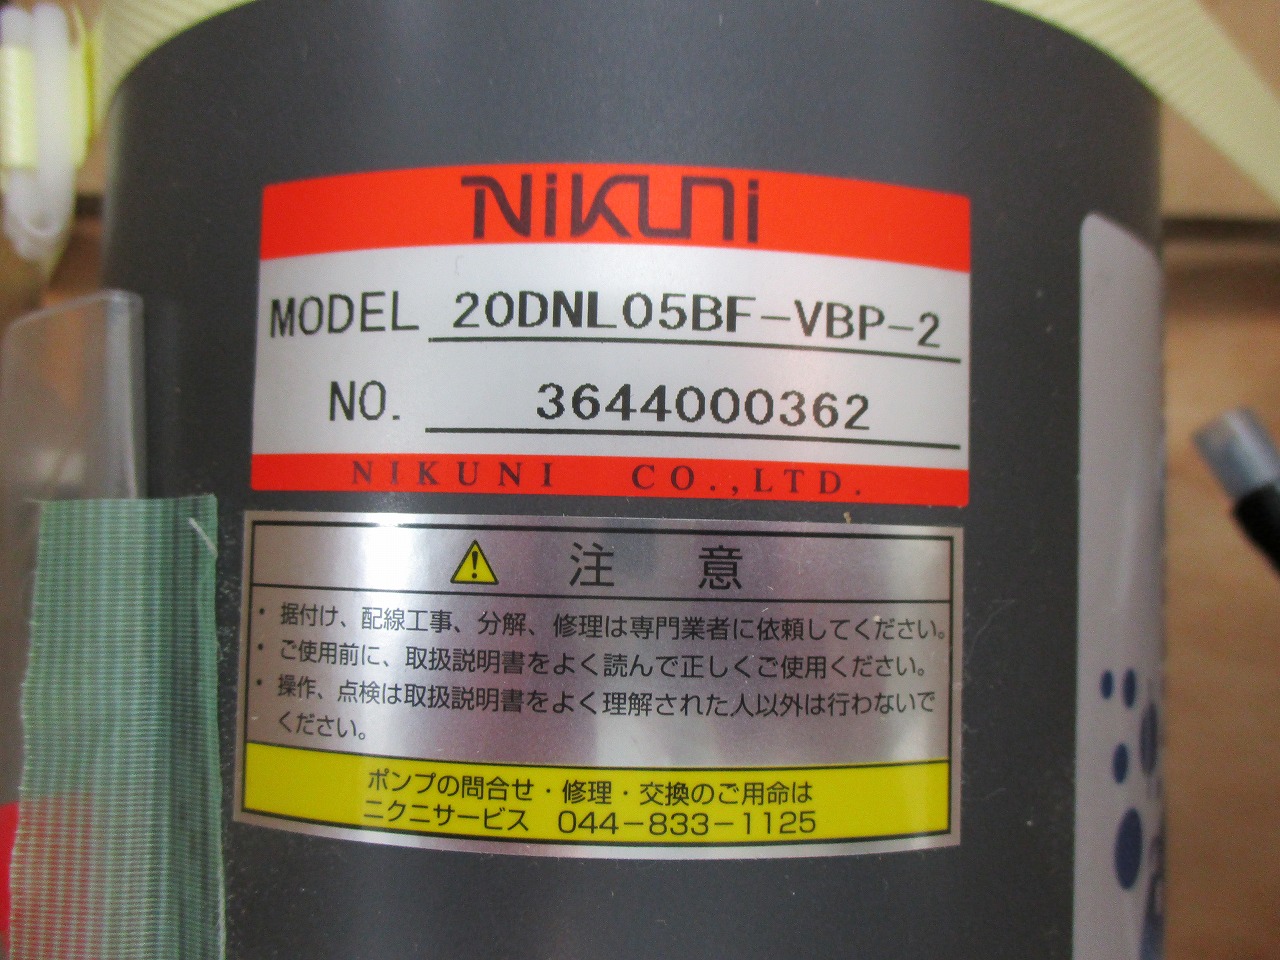 NiKUNi
MODEL 20DNL05BF-VBP-2
NO. 3644000362
NIKUNI CO.,LTD.
注意
・据付け、配線工事、分解、修理は専門業者に依頼してください。
・ご使用前に、取扱説明書をよく読んで正しくご使用ください。
・操作、点検は取扱説明書をよく理解された人以外は行わないで
ください。
ポンプの問合せ・修理・交換のご用命は
ニクニサービス 044-833-1125